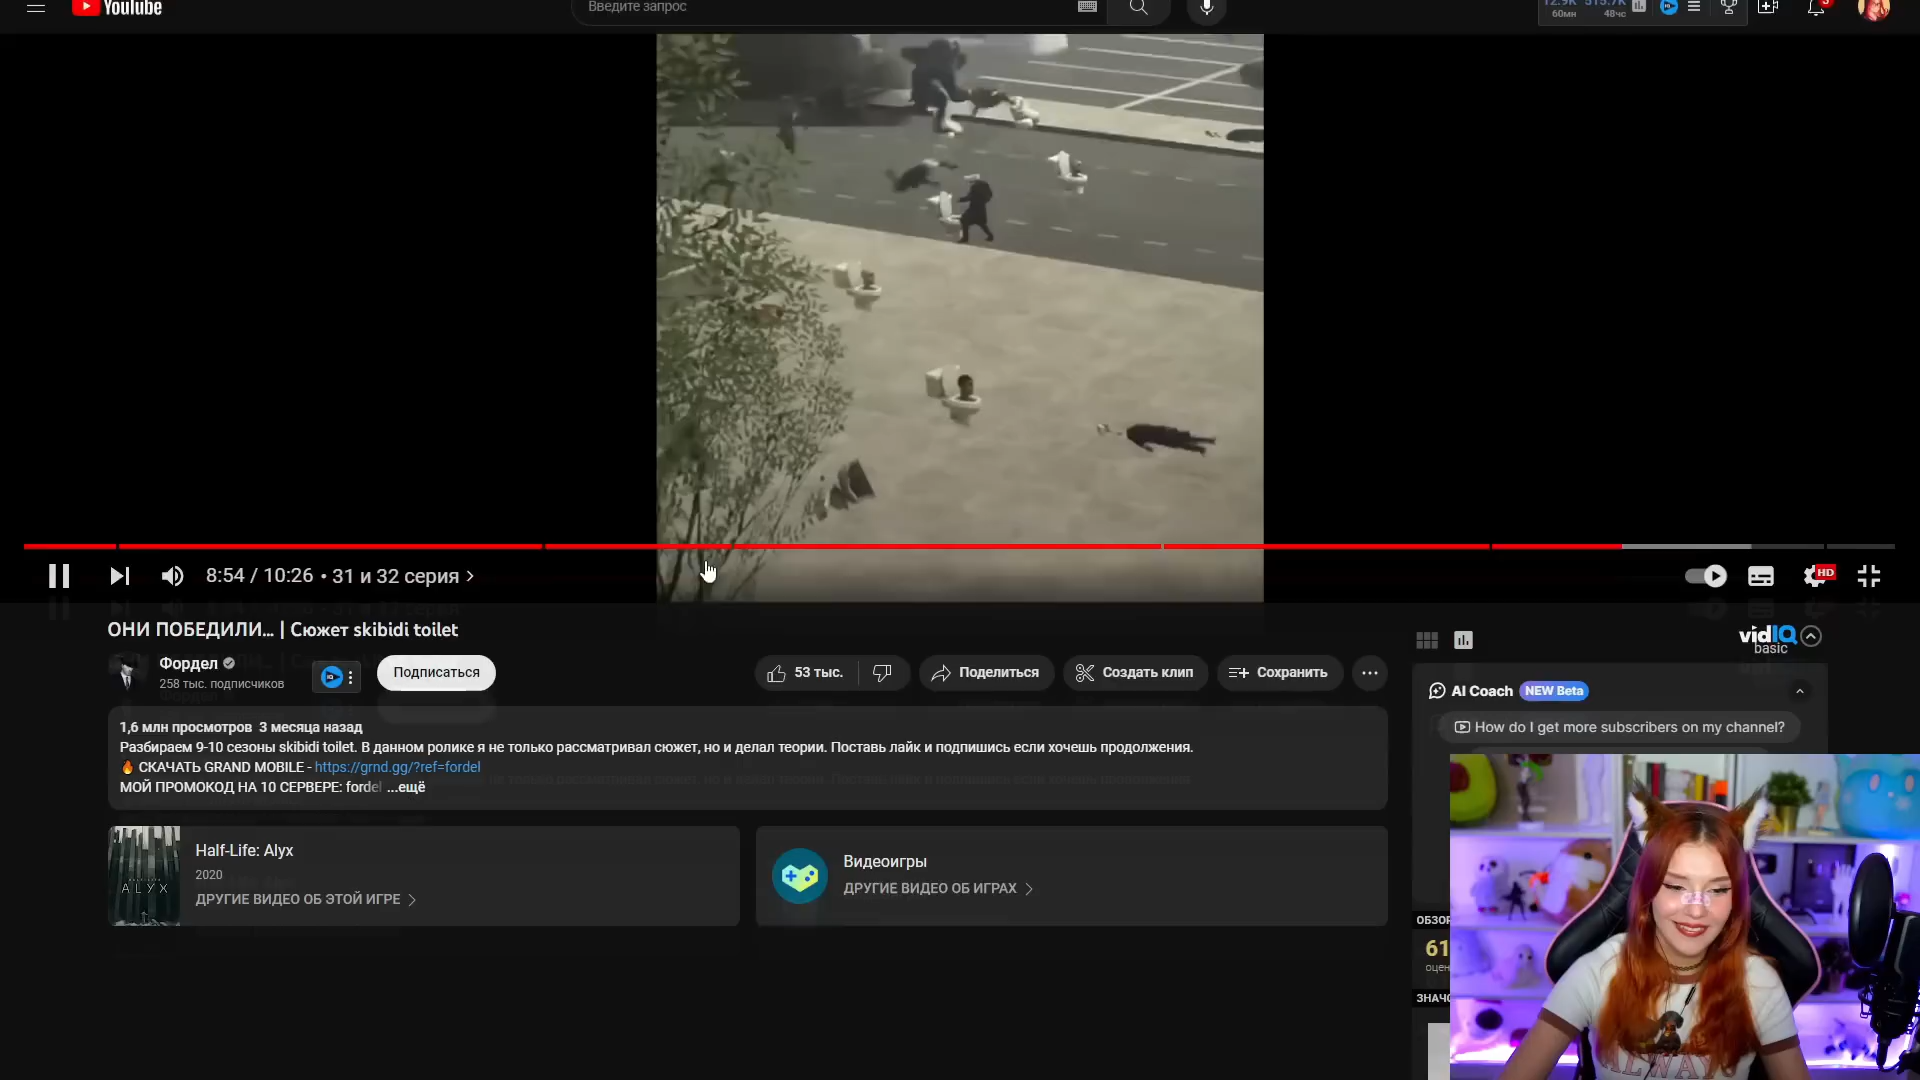 YouTube
Введите запрос
60мн 48чс
8:54 / 10:26 • 31 и 32 серия
HD
ОНИ ПОБЕДИЛИ... | Сюжет skibidi toilet
Фордел
258 тыс. подписчиков
Подписаться
53 тыс.
Поделиться
Создать клип
Сохранить
vidIQ
basic
1,6 млн просмотров 3 месяца назад
Разбираем 9-10 сезоны skibidi toilet. В данном ролике я не только рассматривал сюжет, но и делал теории. Поставь лайк и подпишись если хочешь продолжения.
🔥 СКАЧАТЬ GRAND MOBILE - https://grnd.gg/?ref=fordel
МОЙ ПРОМОКОД НА 10 СЕРВЕРЕ: fordel ...ещё
AI Coach NEW Beta
How do I get more subscribers on my channel?
ALYX
Half-Life: Alyx
2020
ДРУГИЕ ВИДЕО ОБ ЭТОЙ ИГРЕ
Видеоигры
ДРУГИЕ ВИДЕО ОБ ИГРАХ
61